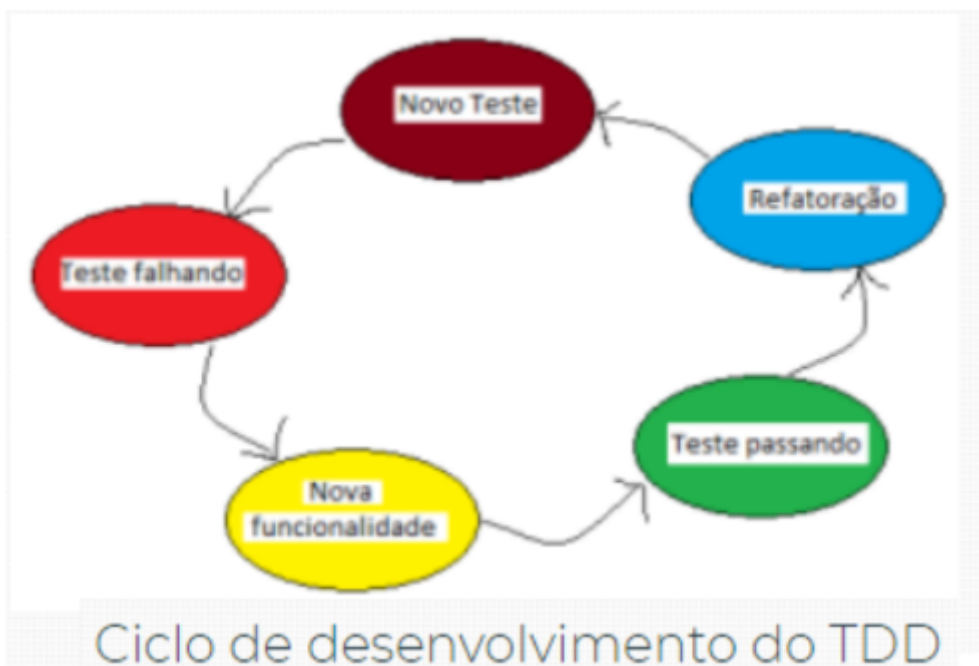 Novo Teste
Refatoração
Teste falhando
Teste passando
Nova
funcionalidade
Ciclo de desenvolvimento do TDD